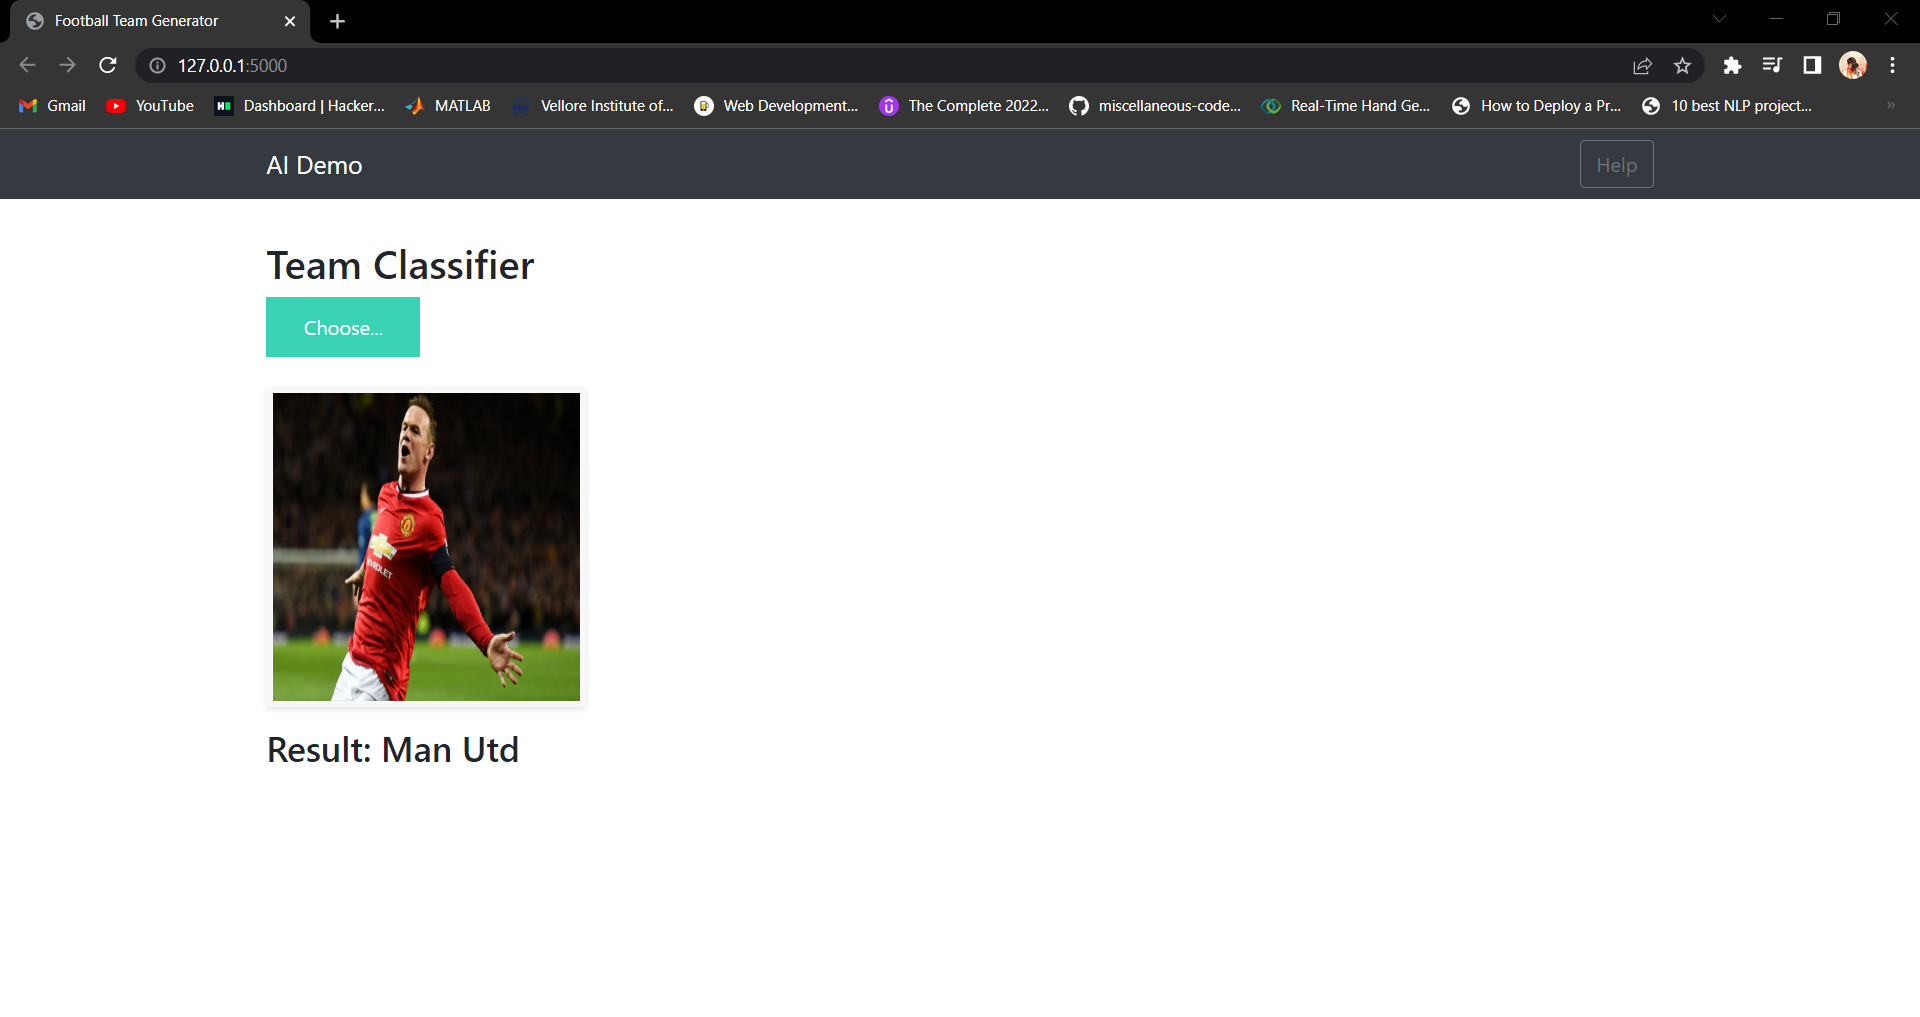 Football Team Generator
127.0.0.1:5000
Gmail YouTube Dashboard | Hacker... MATLAB Vellore Institute of... Web Development... The Complete 2022... miscellaneous-code... Real-Time Hand Ge... How to Deploy a Pr... 10 best NLP project... »
AI Demo Help
Team Classifier
Choose...
CHEVROLET
Result: Man Utd